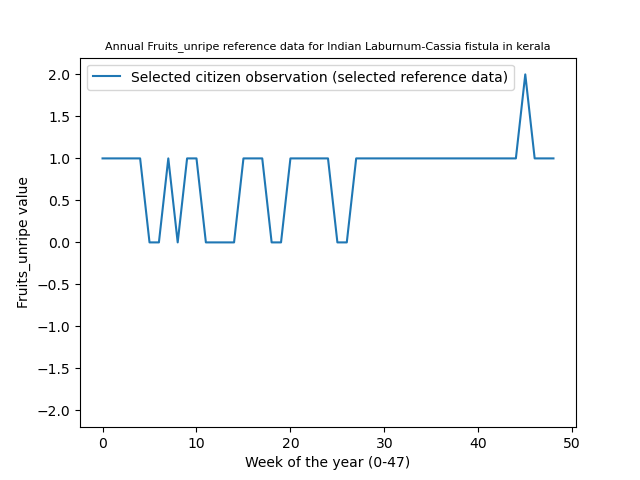 Annual Fruits_unripe reference data for Indian Laburnum-Cassia fistula in kerala
Selected citizen observation (selected reference data)
Fruits_unripe value
2.0
1.5
1.0
0.5
0.0
−0.5
−1.0
−1.5
−2.0
0 10 20 30 40 50
Week of the year (0-47)